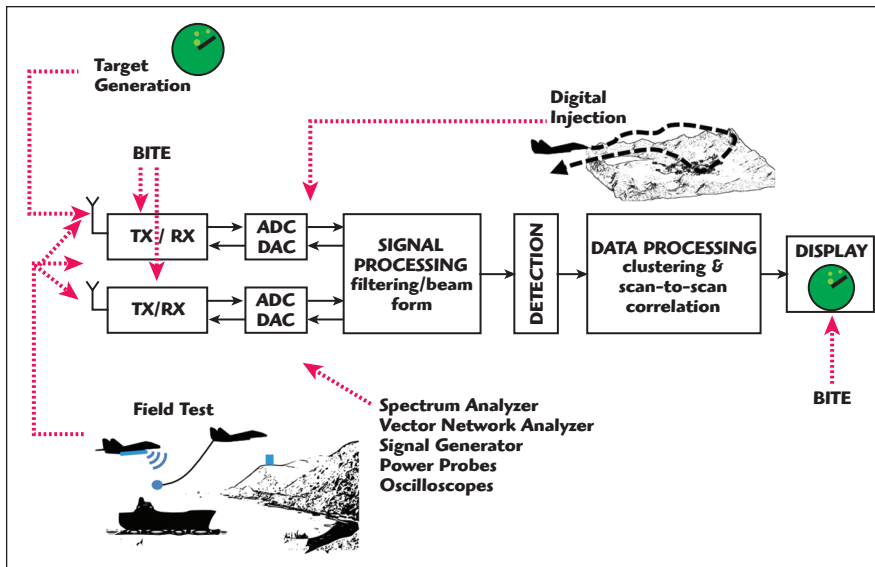 Target
Generation
Digital
Injection
BITE
TX / RX
ADC
DAC
TX/RX
ADC
DAC
SIGNAL
PROCESSING
filtering/beam
form
DETECTION
DATA PROCESSING
clustering &
scan-to-scan
correlation
DISPLAY
BITE
Field Test
Spectrum Analyzer
Vector Network Analyzer
Signal Generator
Power Probes
Oscilloscopes